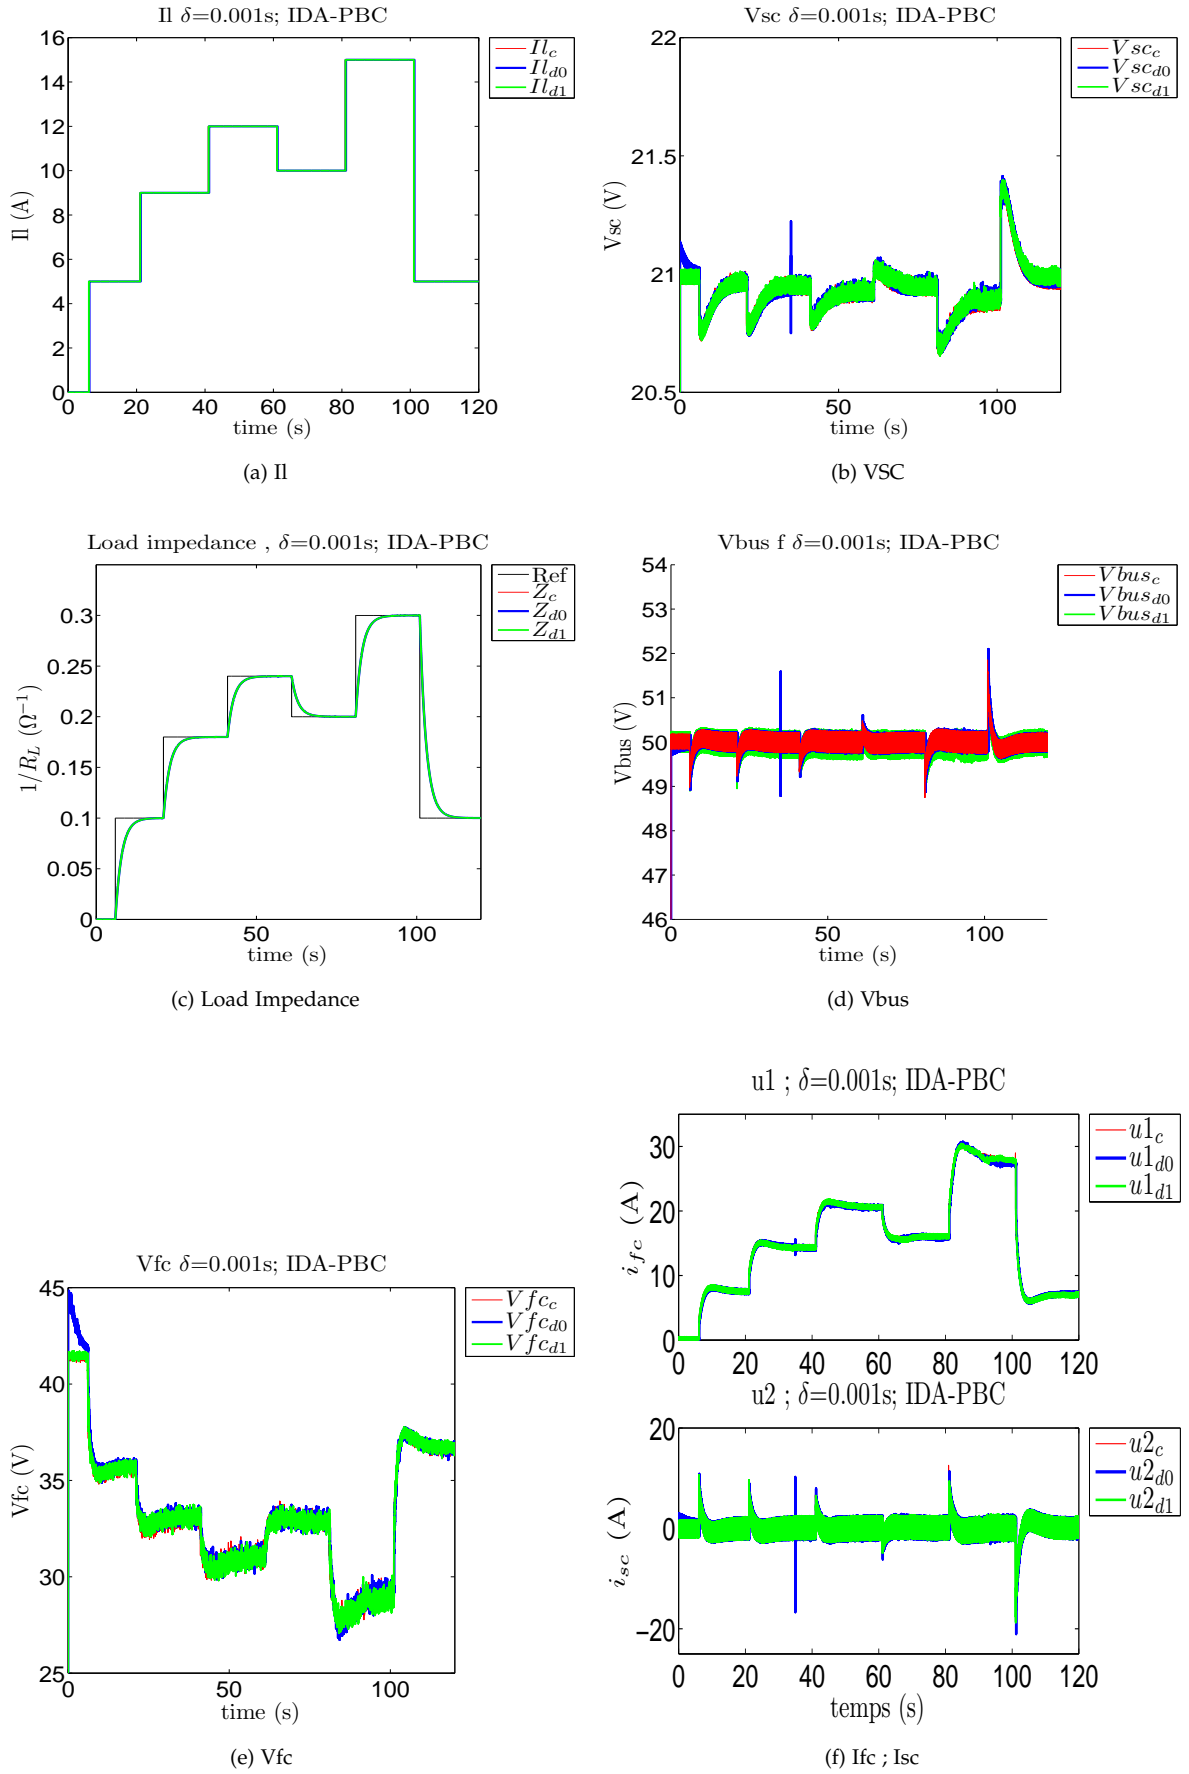 Il δ=0.001s; IDA-PBC
16
14
12
10
8
6
4
2
0
Il (A)
0 20 40 60 80 100 120
time (s)
Il_c
Il_d0
Il_d1
(a) Il
Vsc δ=0.001s; IDA-PBC
22
21.5
21
20.5
Vsc (V)
0 50 100
time (s)
Vsc_c
Vsc_d0
Vsc_d1
(b) VSC
Load impedance , δ=0.001s; IDA-PBC
0.3
0.25
0.2
0.15
0.1
0.05
0
1/R_L (Ω⁻¹)
0 50 100
time (s)
Ref
Z_c
Z_d0
Z_d1
(c) Load Impedance
Vbus f δ=0.001s; IDA-PBC
54
53
52
51
50
49
48
47
46
Vbus (V)
0 50 100
time (s)
Vbus_c
Vbus_d0
Vbus_d1
(d) Vbus
Vfc δ=0.001s; IDA-PBC
45
40
35
30
25
Vfc (V)
0 50 100
time (s)
Vfc_c
Vfc_d0
Vfc_d1
(e) Vfc
u1 ; δ=0.001s; IDA-PBC
30
20
10
0
i_fc (A)
0 20 40 60 80 100 120
u1_c
u1_d0
u1_d1
u2 ; δ=0.001s; IDA-PBC
20
0
−20
i_sc (A)
0 20 40 60 80 100 120
temps (s)
u2_c
u2_d0
u2_d1
(f) Ifc ; Isc